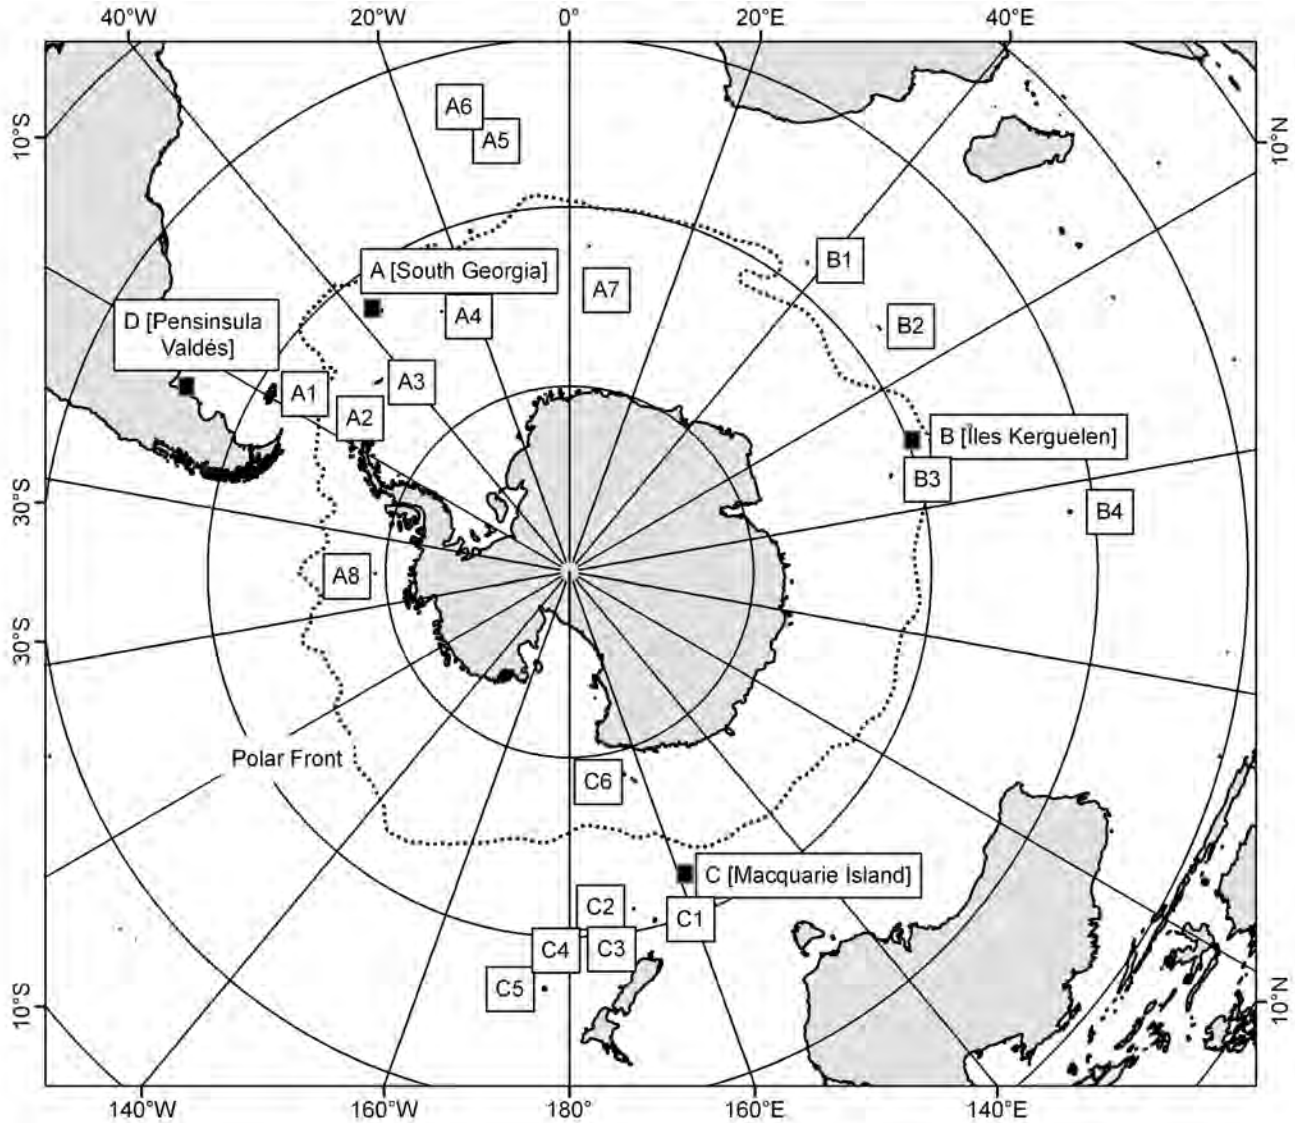 40°W 20°W 0° 20°E 40°E
A6
A5
10°S
10°N
A [South Georgia]
B1
A7
A4
B2
D [Pensinsula
Valdés]
A3
A1
A2
B [Îles Kerguelen]
B3
30°S
B4
A8
30°S
Polar Front
C6
C [Macquarie Island]
C2
C1
C4
C3
C5
10°S
10°N
140°W 160°W 180° 160°E 140°E